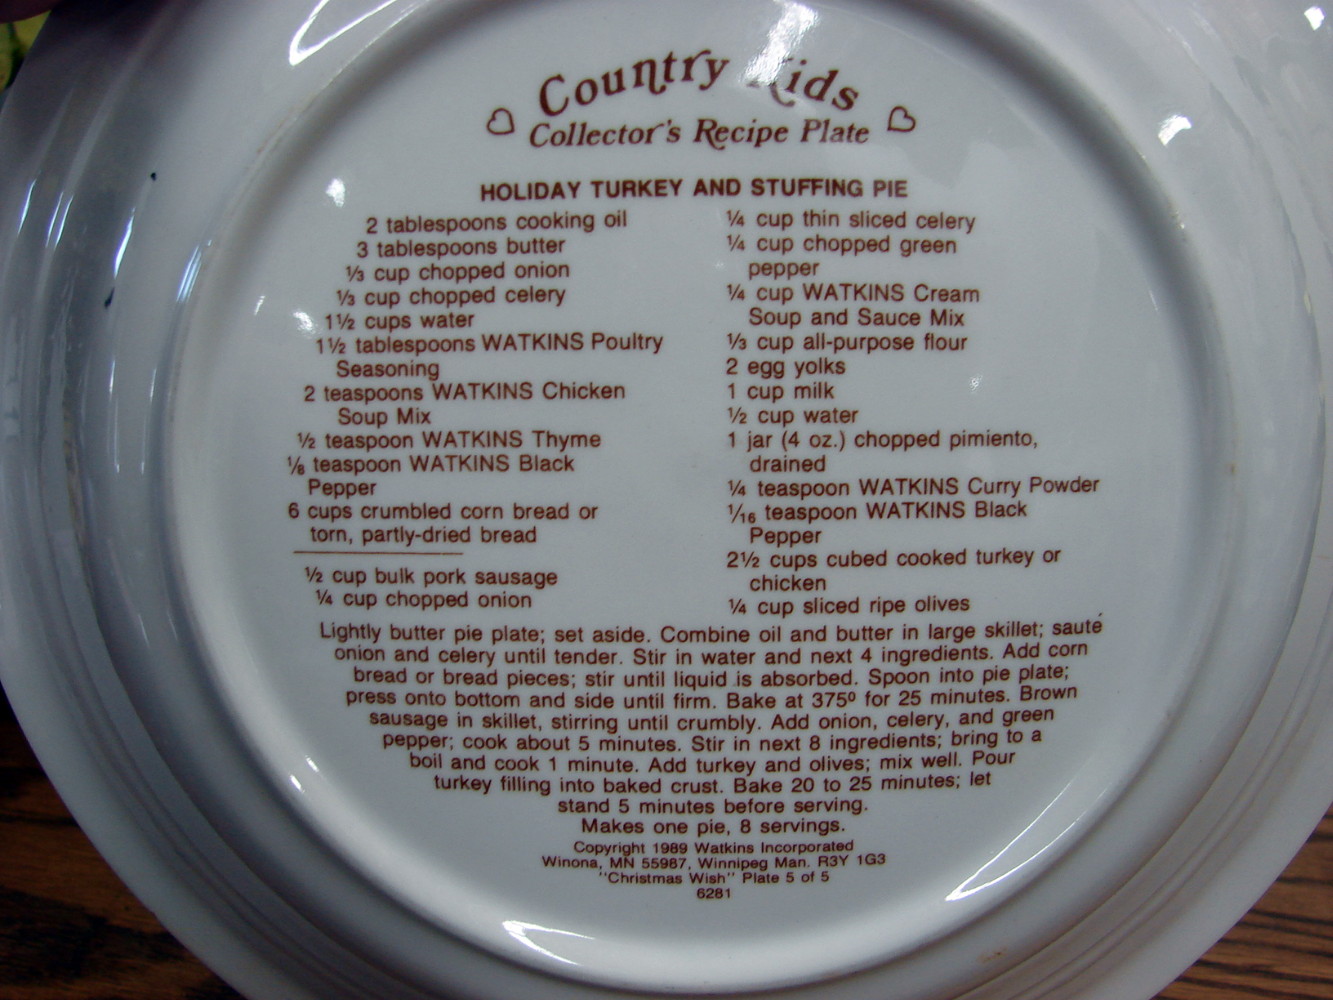 Country Kids
Collector's Recipe Plate
HOLIDAY TURKEY AND STUFFING PIE
2 tablespoons cooking oil
3 tablespoons butter
⅓ cup chopped onion
⅓ cup chopped celery
1½ cups water
1½ tablespoons WATKINS Poultry
Seasoning
2 teaspoons WATKINS Chicken
Soup Mix
½ teaspoon WATKINS Thyme
⅛ teaspoon WATKINS Black
Pepper
6 cups crumbled corn bread or
torn, partly-dried bread
½ cup bulk pork sausage
¼ cup chopped onion
¼ cup thin sliced celery
¼ cup chopped green
pepper
¼ cup WATKINS Cream
Soup and Sauce Mix
⅓ cup all-purpose flour
2 egg yolks
1 cup milk
½ cup water
1 jar (4 oz.) chopped pimiento,
drained
¼ teaspoon WATKINS Curry Powder
1/16 teaspoon WATKINS Black
Pepper
2½ cups cubed cooked turkey or
chicken
¼ cup sliced ripe olives
Lightly butter pie plate; set aside. Combine oil and butter in large skillet; sauté
onion and celery until tender. Stir in water and next 4 ingredients. Add corn
bread or bread pieces; stir until liquid is absorbed. Spoon into pie plate;
press onto bottom and side until firm. Bake at 375º for 25 minutes. Brown
sausage in skillet, stirring until crumbly. Add onion, celery, and green
pepper; cook about 5 minutes. Stir in next 8 ingredients; bring to a
boil and cook 1 minute. Add turkey and olives; mix well. Pour
turkey filling into baked crust. Bake 20 to 25 minutes; let
stand 5 minutes before serving.
Makes one pie, 8 servings.
Copyright 1989 Watkins Incorporated
Winona, MN 55987, Winnipeg Man. R3Y 1G3
"Christmas Wish" Plate 5 of 5
6281